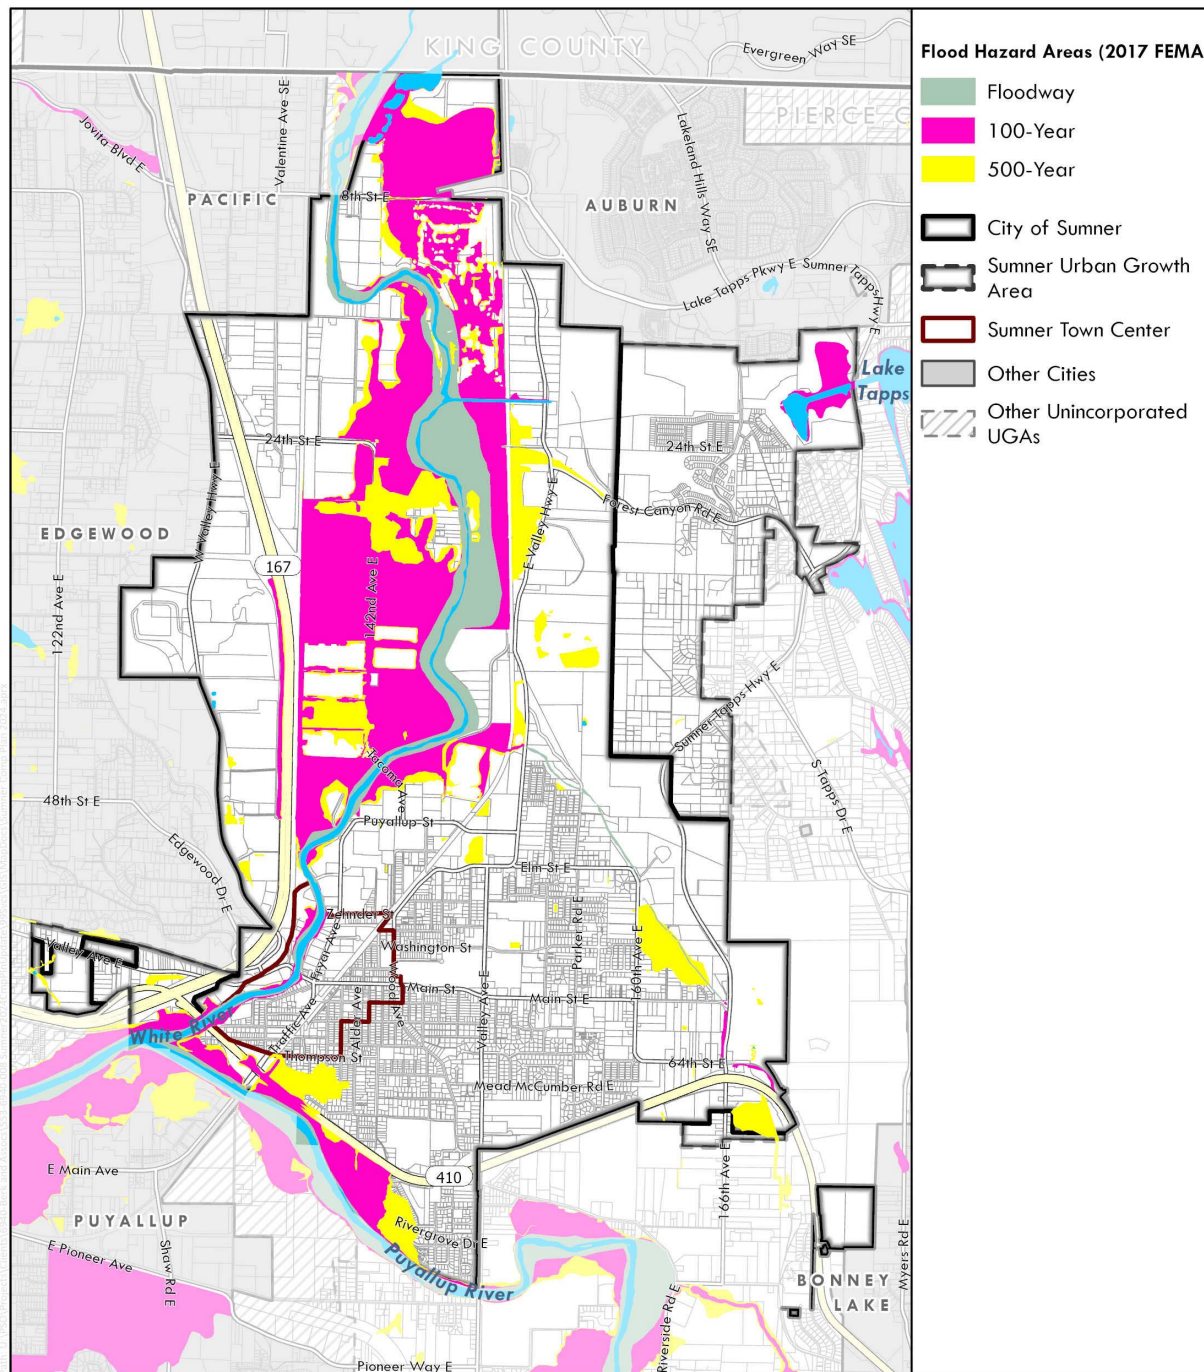 KING COUNTY
Evergreen Way SE
Valentine Ave SE
Jovita Blvd E
PIERCE C
Lakeland Hills Way SE
PACIFIC
8th St E
AUBURN
Lake Tapps Pkwy E
Sumner Tapps Hwy E
Lake
Tapps
24th St E
24th St E
W Valley Hwy E
E Valley Hwy E
Forest Canyon Rd E
EDGEWOOD
167
142nd Ave E
122nd Ave E
Sumner-Tapps Hwy E
S Tapps Dr E
Tacoma Ave
48th St E
Puyallup St
Edgewood Dr E
Elm St E
Zehnder St
Fryar Ave
Washington St
Parker Rd E
160th Ave E
Valley Ave E
Wood Ave
Main St
Main St E
Valley Ave E
White River
Traffic Ave
Alder Ave
Thompson St
64th St E
Mead McCumber Rd E
E Main Ave
410
166th Ave E
PUYALLUP
Rivergrove Dr E
E Pioneer Ave
Shaw Rd E
Puyallup River
Myers Rd E
BONNEY
LAKE
Riverside Rd E
Pioneer Way E
Flood Hazard Areas (2017 FEMA
Floodway
100-Year
500-Year
City of Sumner
Sumner Urban Growth
Area
Sumner Town Center
Other Cities
Other Unincorporated
UGAs